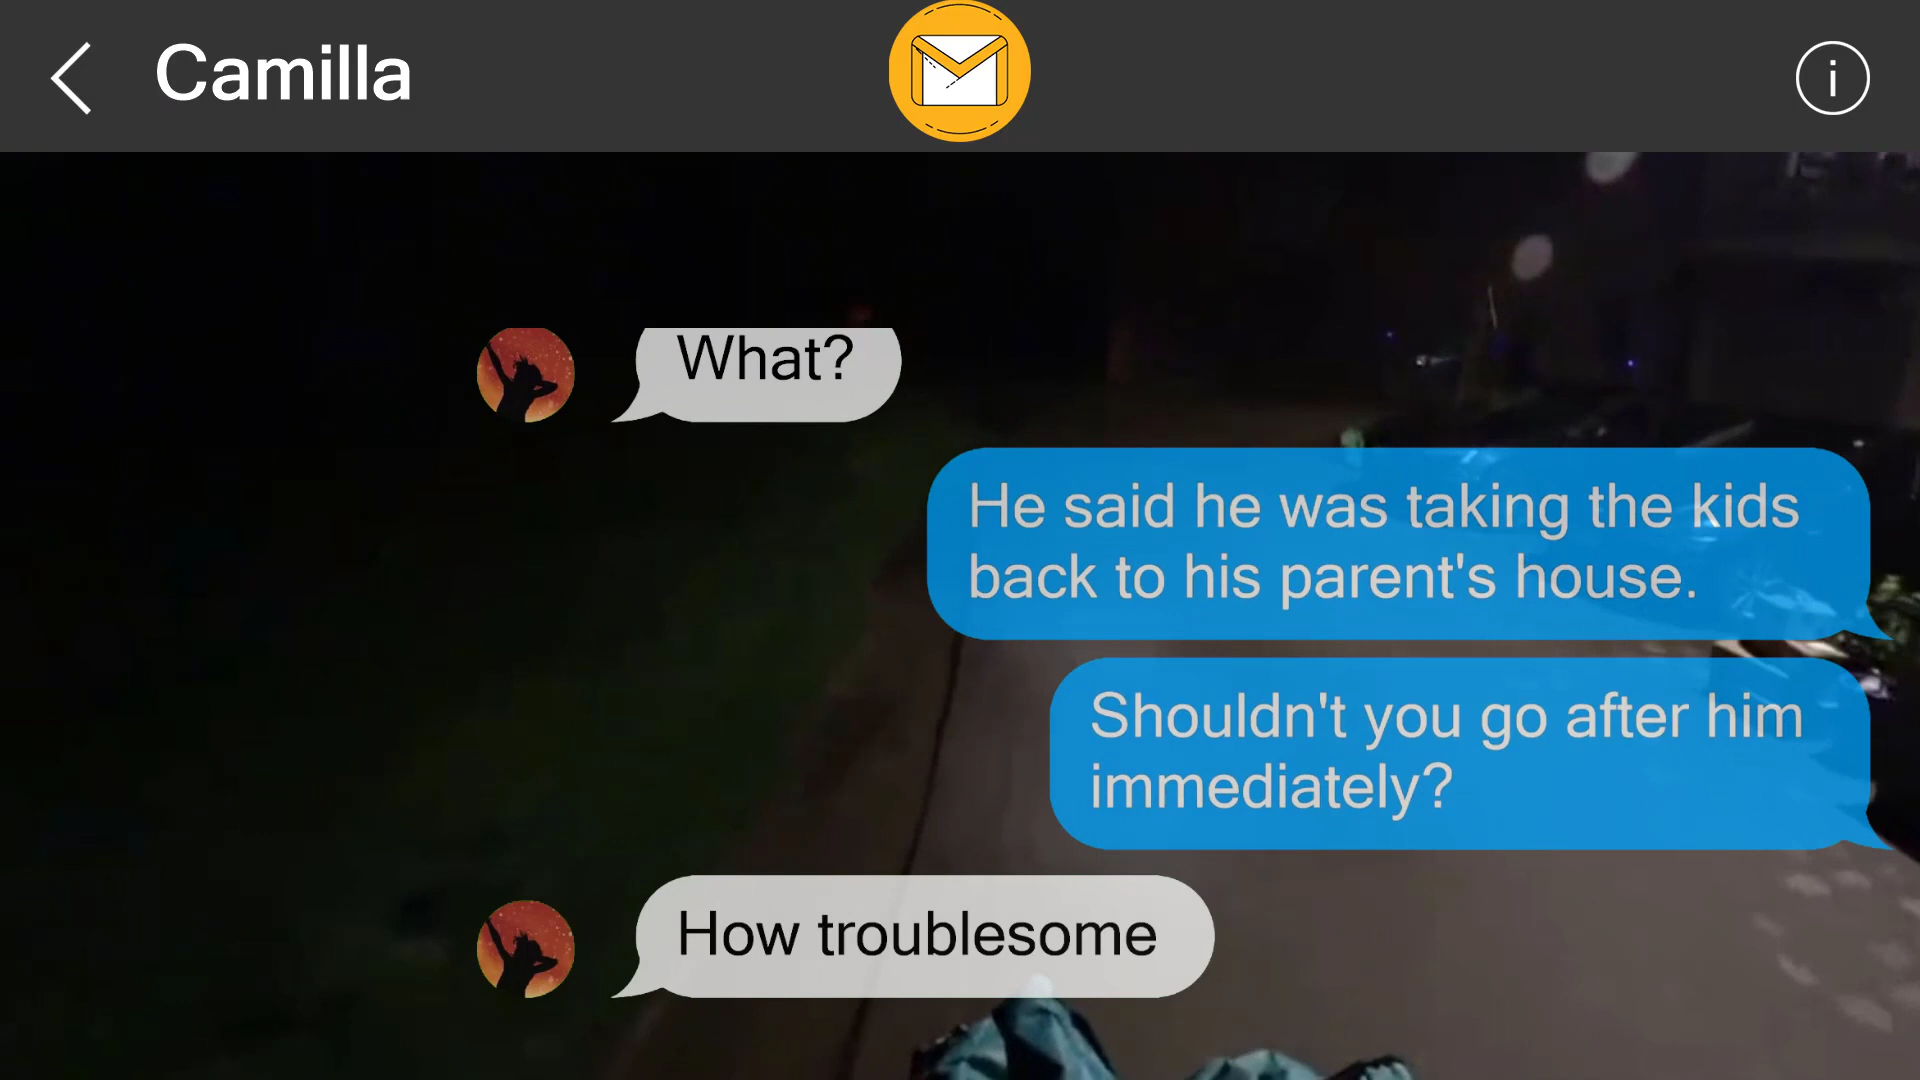 Camilla
i
What?
He said he was taking the kids
back to his parent's house.
Shouldn't you go after him
immediately?
How troublesome